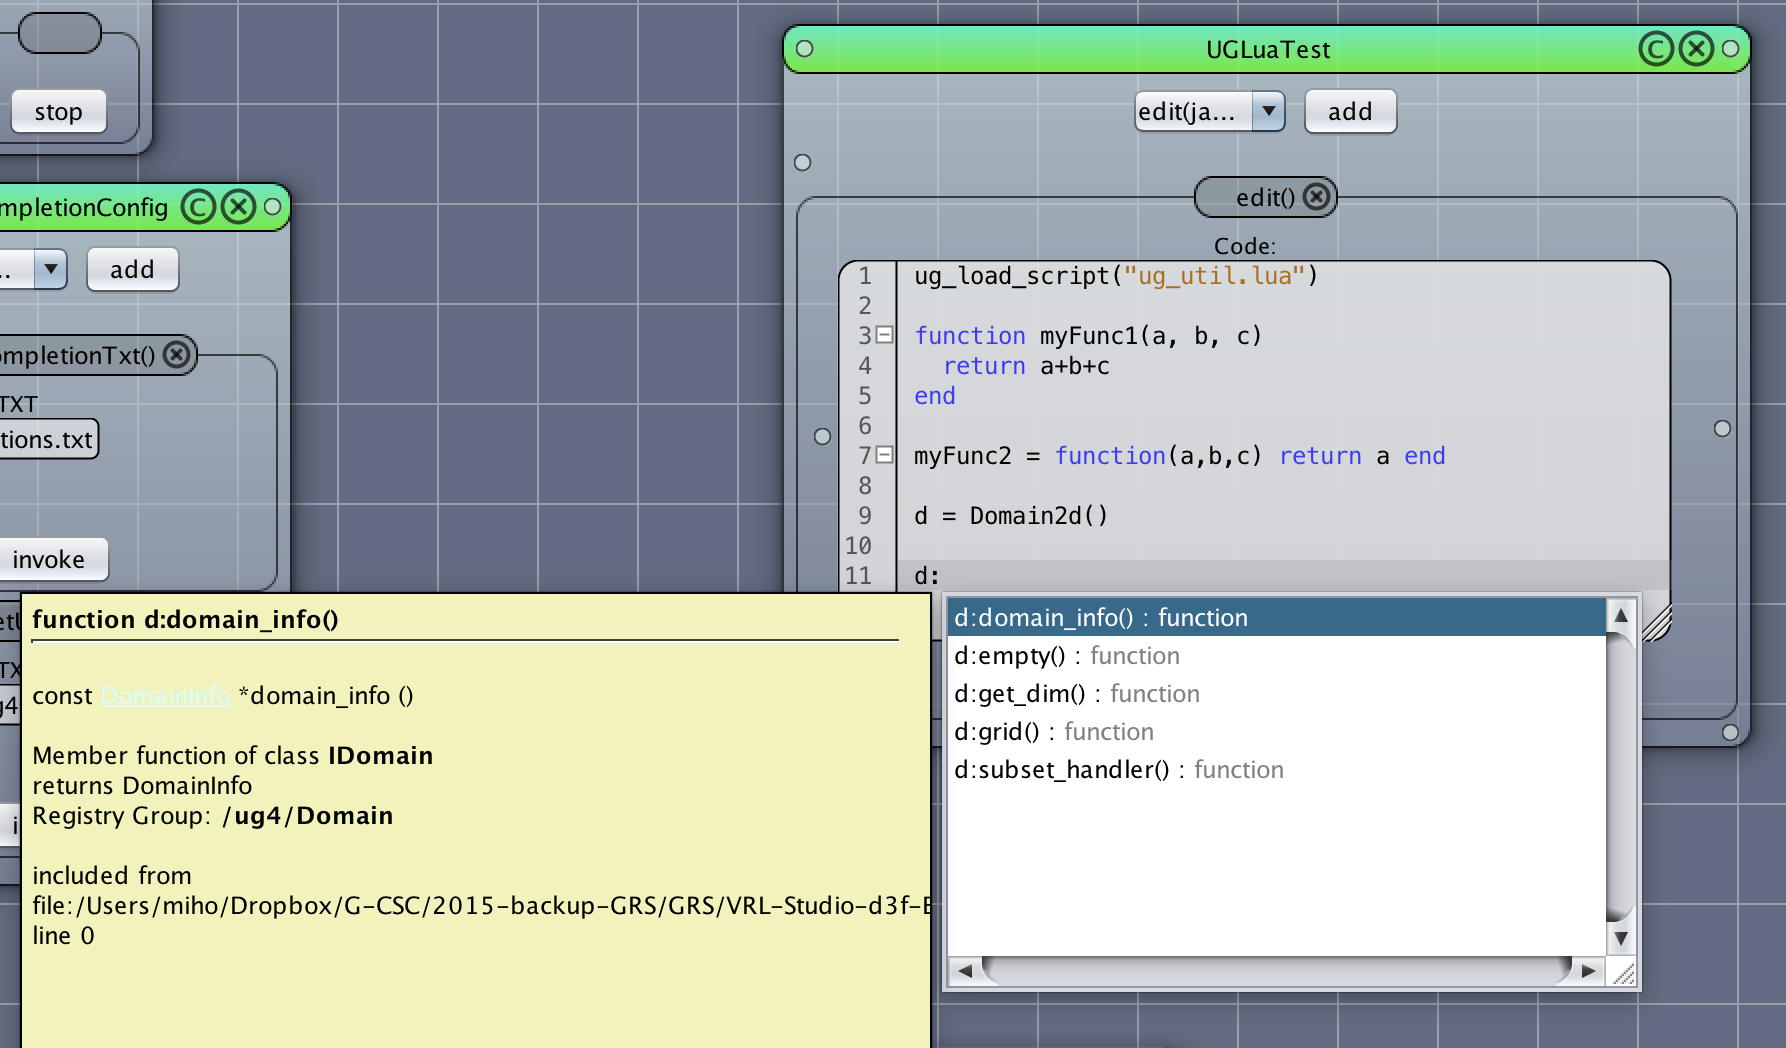 stop
mpletionConfig
add
ompletionTxt()
TXT
tions.txt
invoke
UGLuaTest
edit(ja...
add
edit()
Code:
1 ug_load_script("ug_util.lua")
2
3 function myFunc1(a, b, c)
4 return a+b+c
5 end
6
7 myFunc2 = function(a,b,c) return a end
8
9 d = Domain2d()
10
11 d:
function d:domain_info()
const DomainInfo *domain_info ()
Member function of class IDomain
returns DomainInfo
Registry Group: /ug4/Domain
included from
file:/Users/miho/Dropbox/G-CSC/2015-backup-GRS/GRS/VRL-Studio-d3f-E
line 0
d:domain_info() : function
d:empty() : function
d:get_dim() : function
d:grid() : function
d:subset_handler() : function